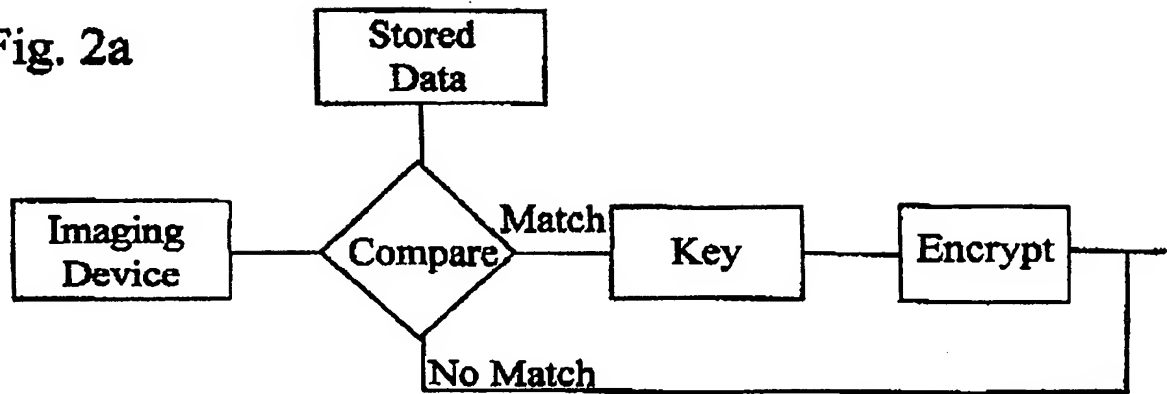 Fig. 2a
Stored
Data
Imaging
Device
Compare
Match
Key
Encrypt
No Match